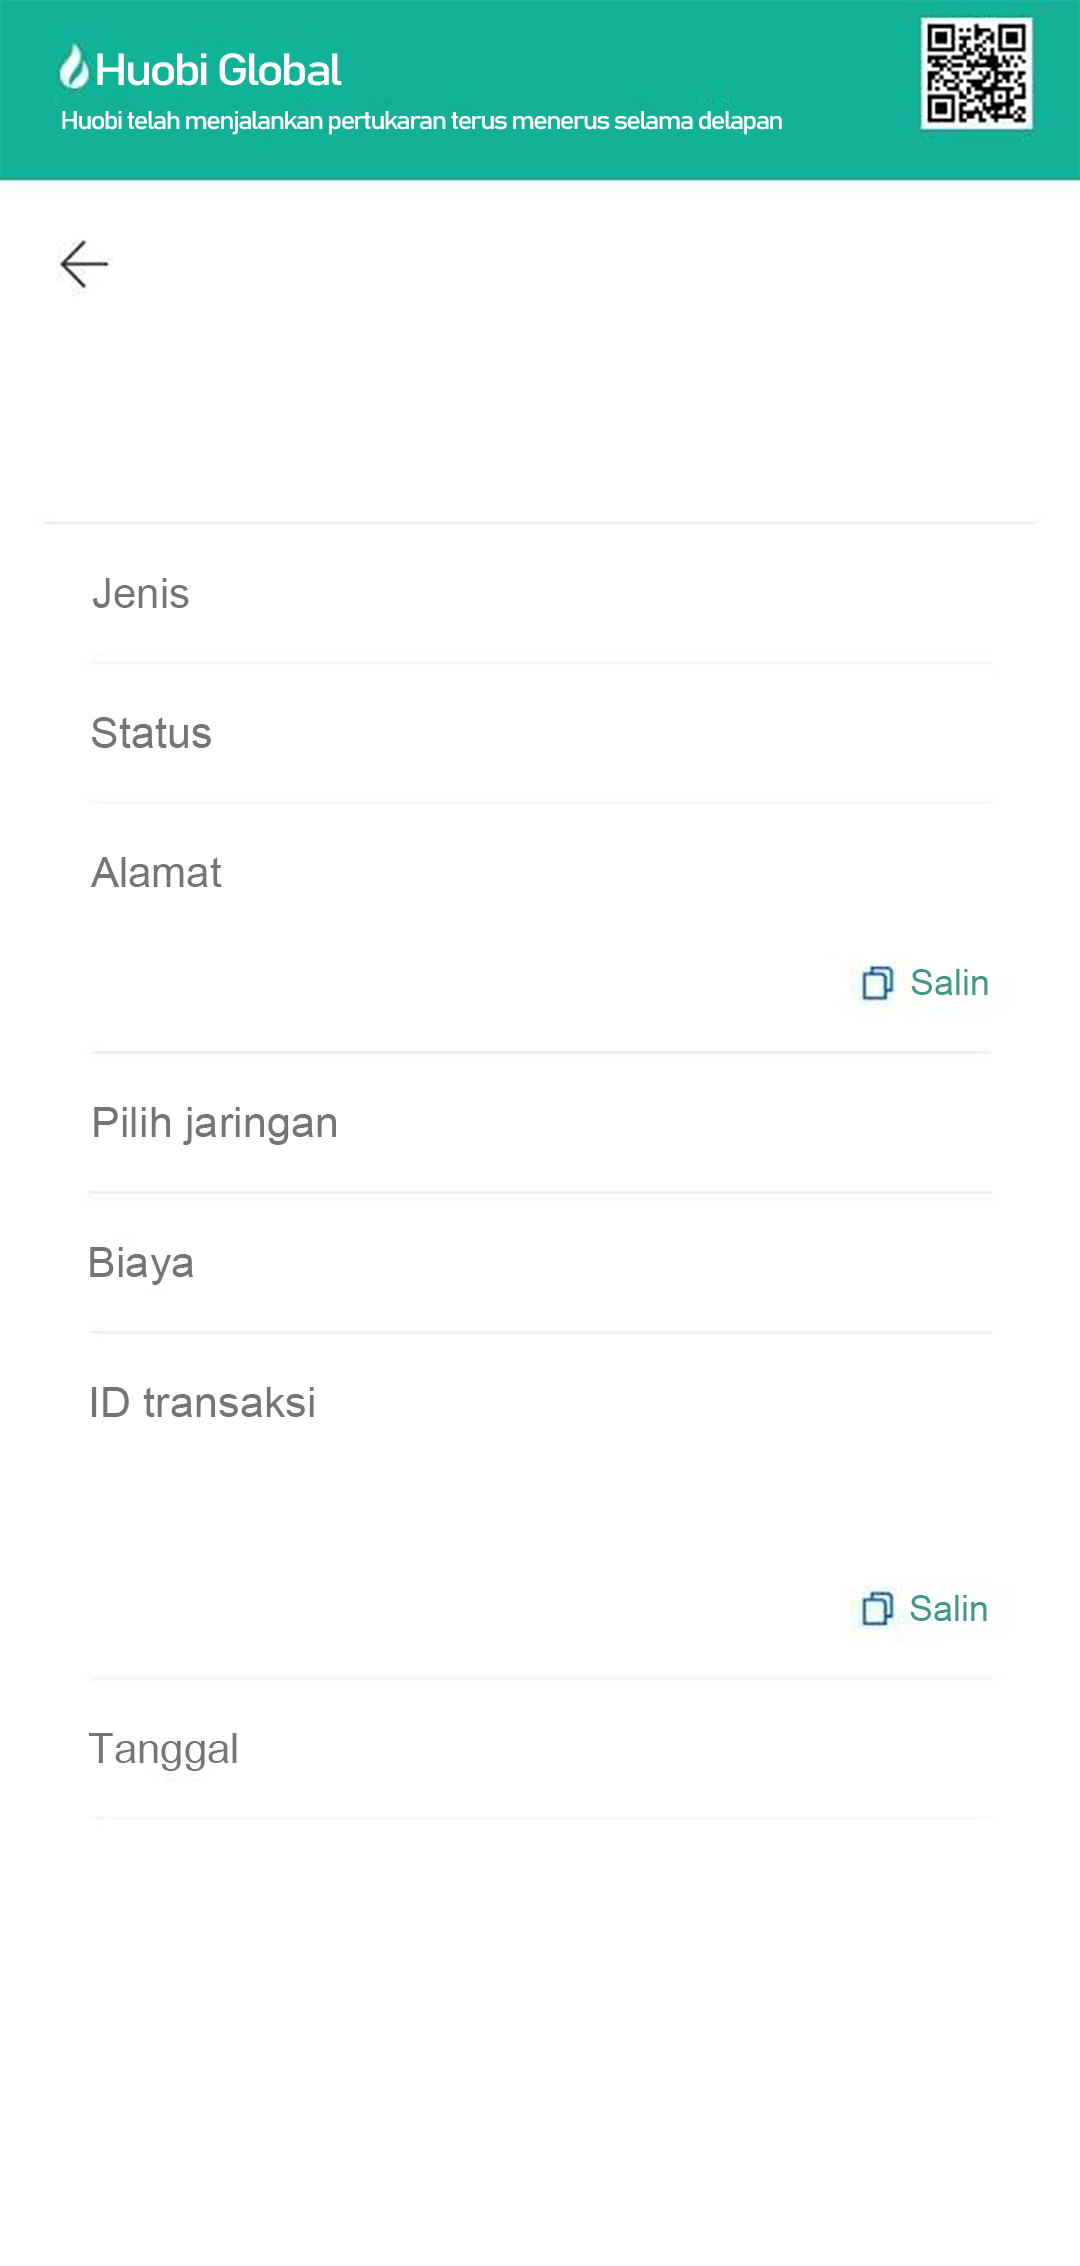 Huobi Global
Huobi telah menjalankan pertukaran terus menerus selama delapan
Jenis
Status
Alamat
Salin
Pilih jaringan
Biaya
ID transaksi
Salin
Tanggal